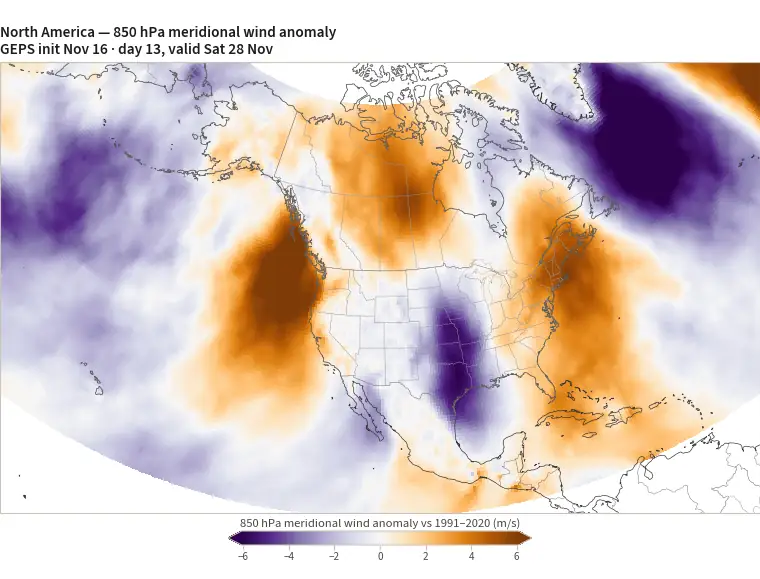 North America — 850 hPa meridional wind anomaly
GEPS init Nov 16 · day 13, valid Sat 28 Nov
850 hPa meridional wind anomaly vs 1991–2020 (m/s)
−6 −4 −2 0 2 4 6